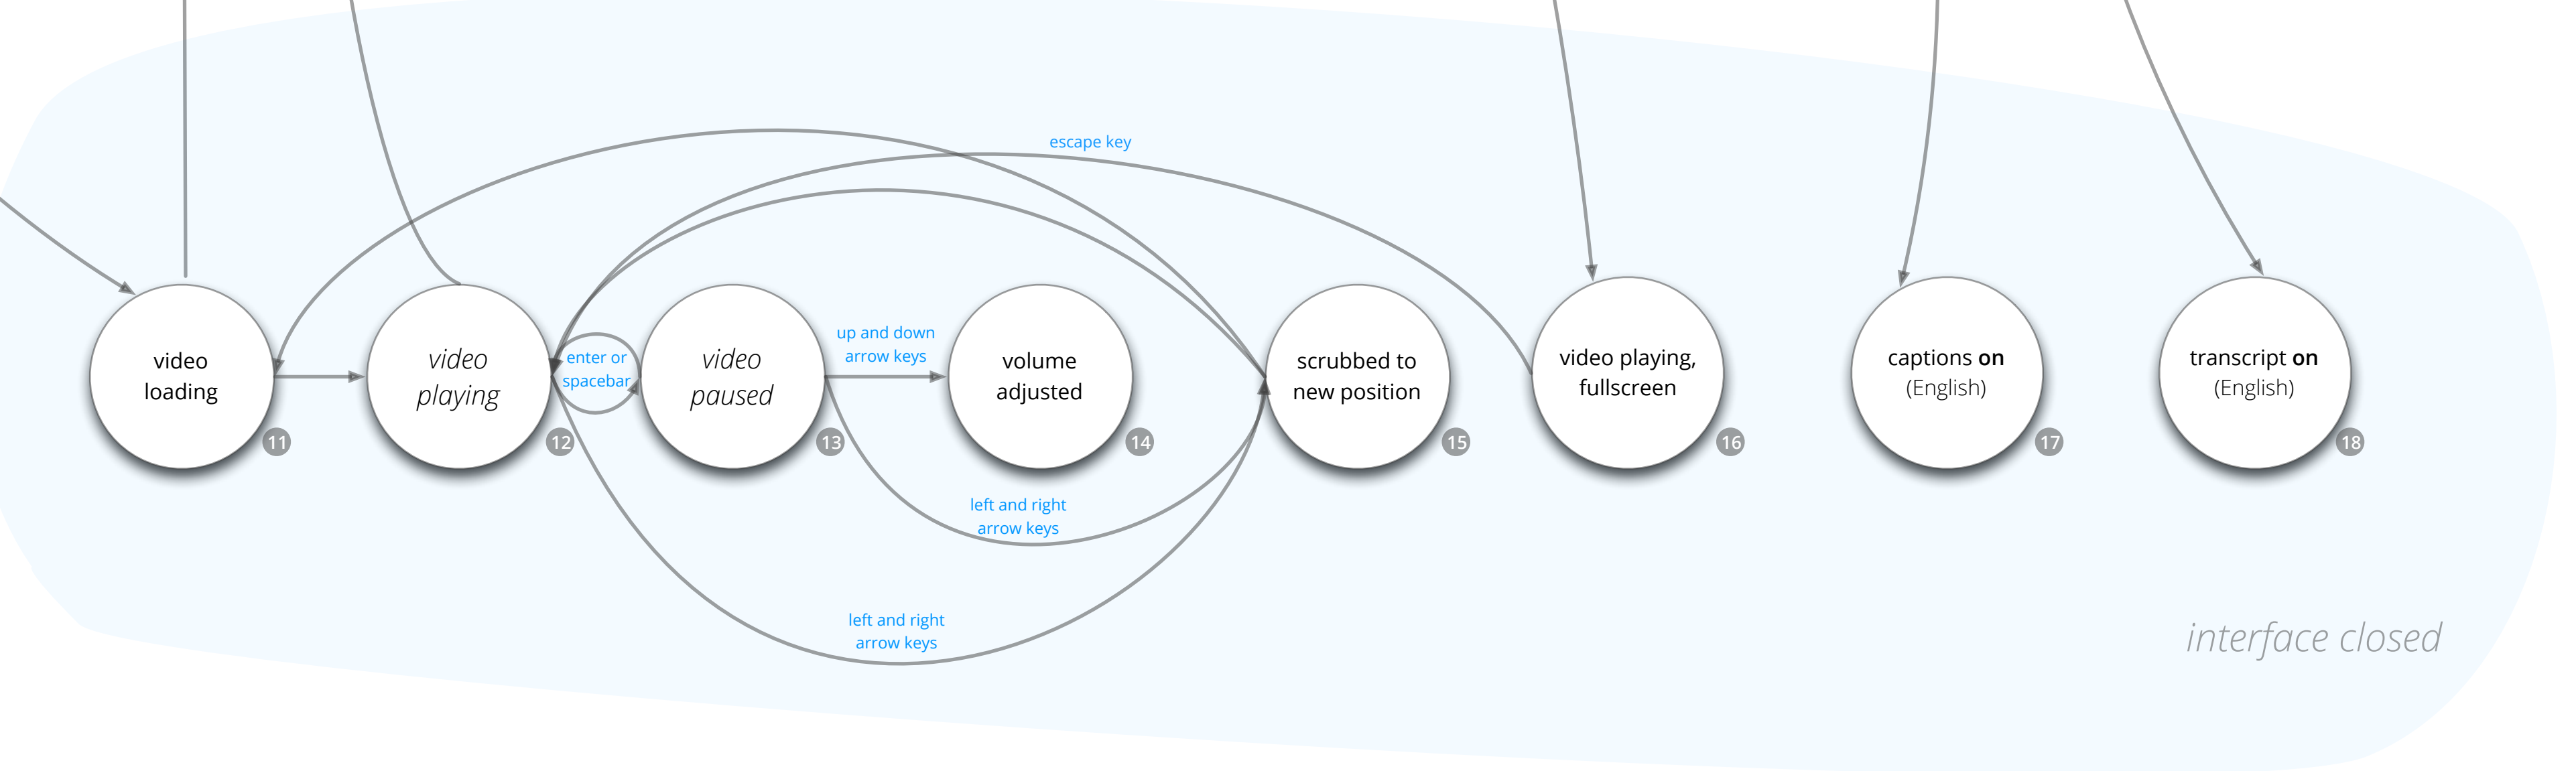 escape key
video
loading
11
video
playing
12
enter or
spacebar
video
paused
13
up and down
arrow keys
volume
adjusted
14
scrubbed to
new position
15
video playing,
fullscreen
16
captions on
(English)
17
transcript on
(English)
18
left and right
arrow keys
left and right
arrow keys
interface closed